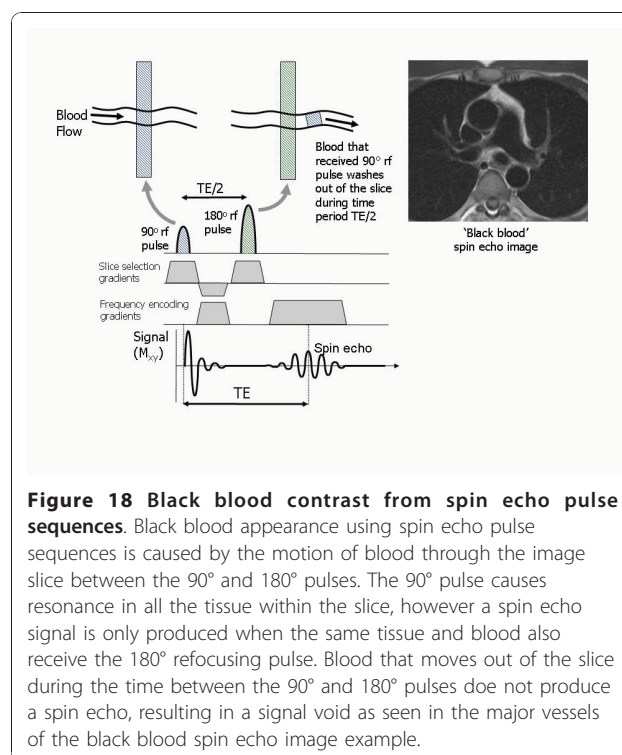 Blood
Flow
Blood that
received 90° rf
pulse washes
out of the slice
during time
period TE/2
'Black blood'
spin echo image
TE/2
180° rf
pulse
90° rf
pulse
Slice selection
gradients
Frequency encoding
gradients
Signal
(Mxy)
Spin echo
TE
Figure 18 Black blood contrast from spin echo pulse
sequences. Black blood appearance using spin echo pulse
sequences is caused by the motion of blood through the image
slice between the 90° and 180° pulses. The 90° pulse causes
resonance in all the tissue within the slice, however a spin echo
signal is only produced when the same tissue and blood also
receive the 180° refocusing pulse. Blood that moves out of the slice
during the time between the 90° and 180° pulses doe not produce
a spin echo, resulting in a signal void as seen in the major vessels
of the black blood spin echo image example.